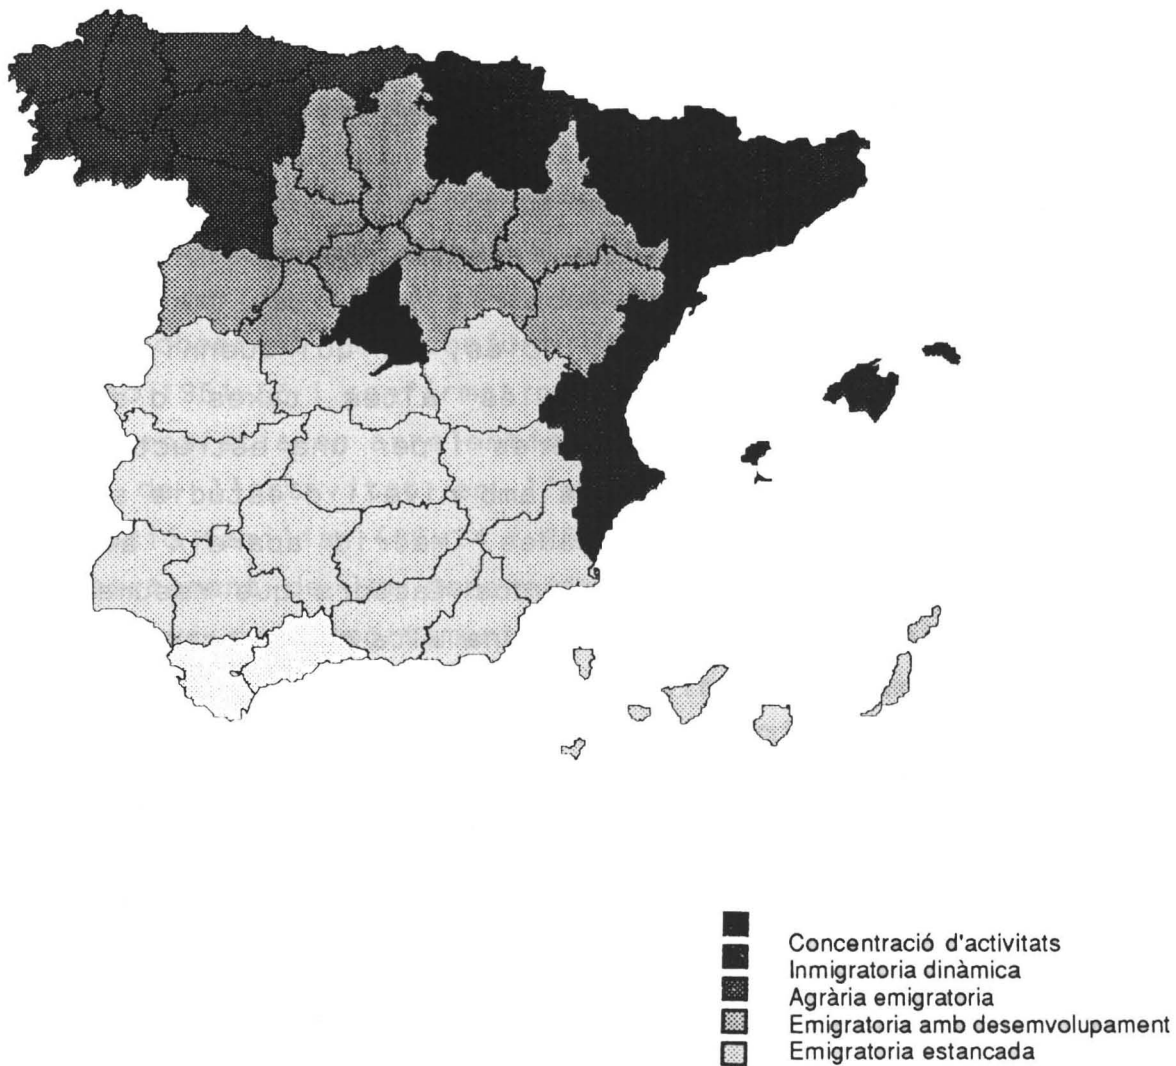 Concentració d'activitats
Inmigratoria dinàmica
Agrària emigratoria
Emigratoria amb desemvolupament
Emigratoria estancada